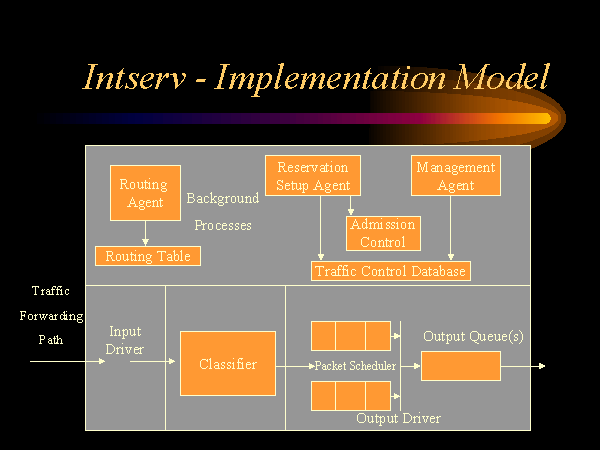 Intserv - Implementation Model
Routing
Agent
Background
Processes
Reservation
Setup Agent
Management
Agent
Admission
Control
Routing Table
Traffic Control Database
Traffic
Forwarding
Path
Input
Driver
Classifier
Packet Scheduler
Output Queue(s)
Output Driver